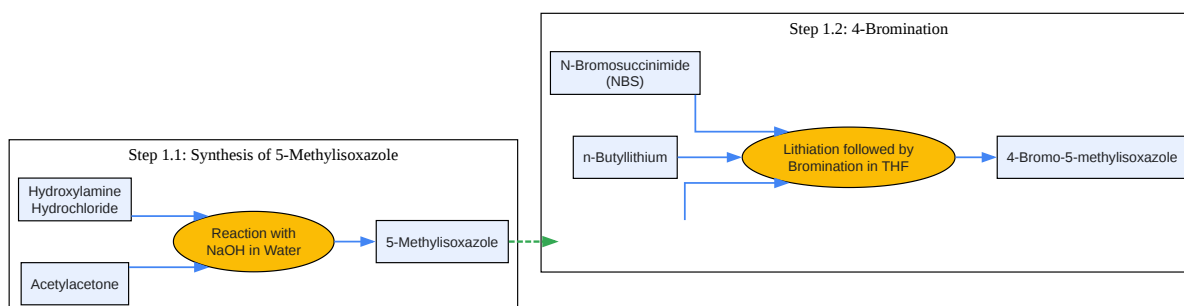 Step 1.1: Synthesis of 5-Methylisoxazole
Hydroxylamine
Hydrochloride
Acetylacetone
Reaction with
NaOH in Water
5-Methylisoxazole
Step 1.2: 4-Bromination
N-Bromosuccinimide
(NBS)
n-Butyllithium
Lithiation followed by
Bromination in THF
4-Bromo-5-methylisoxazole